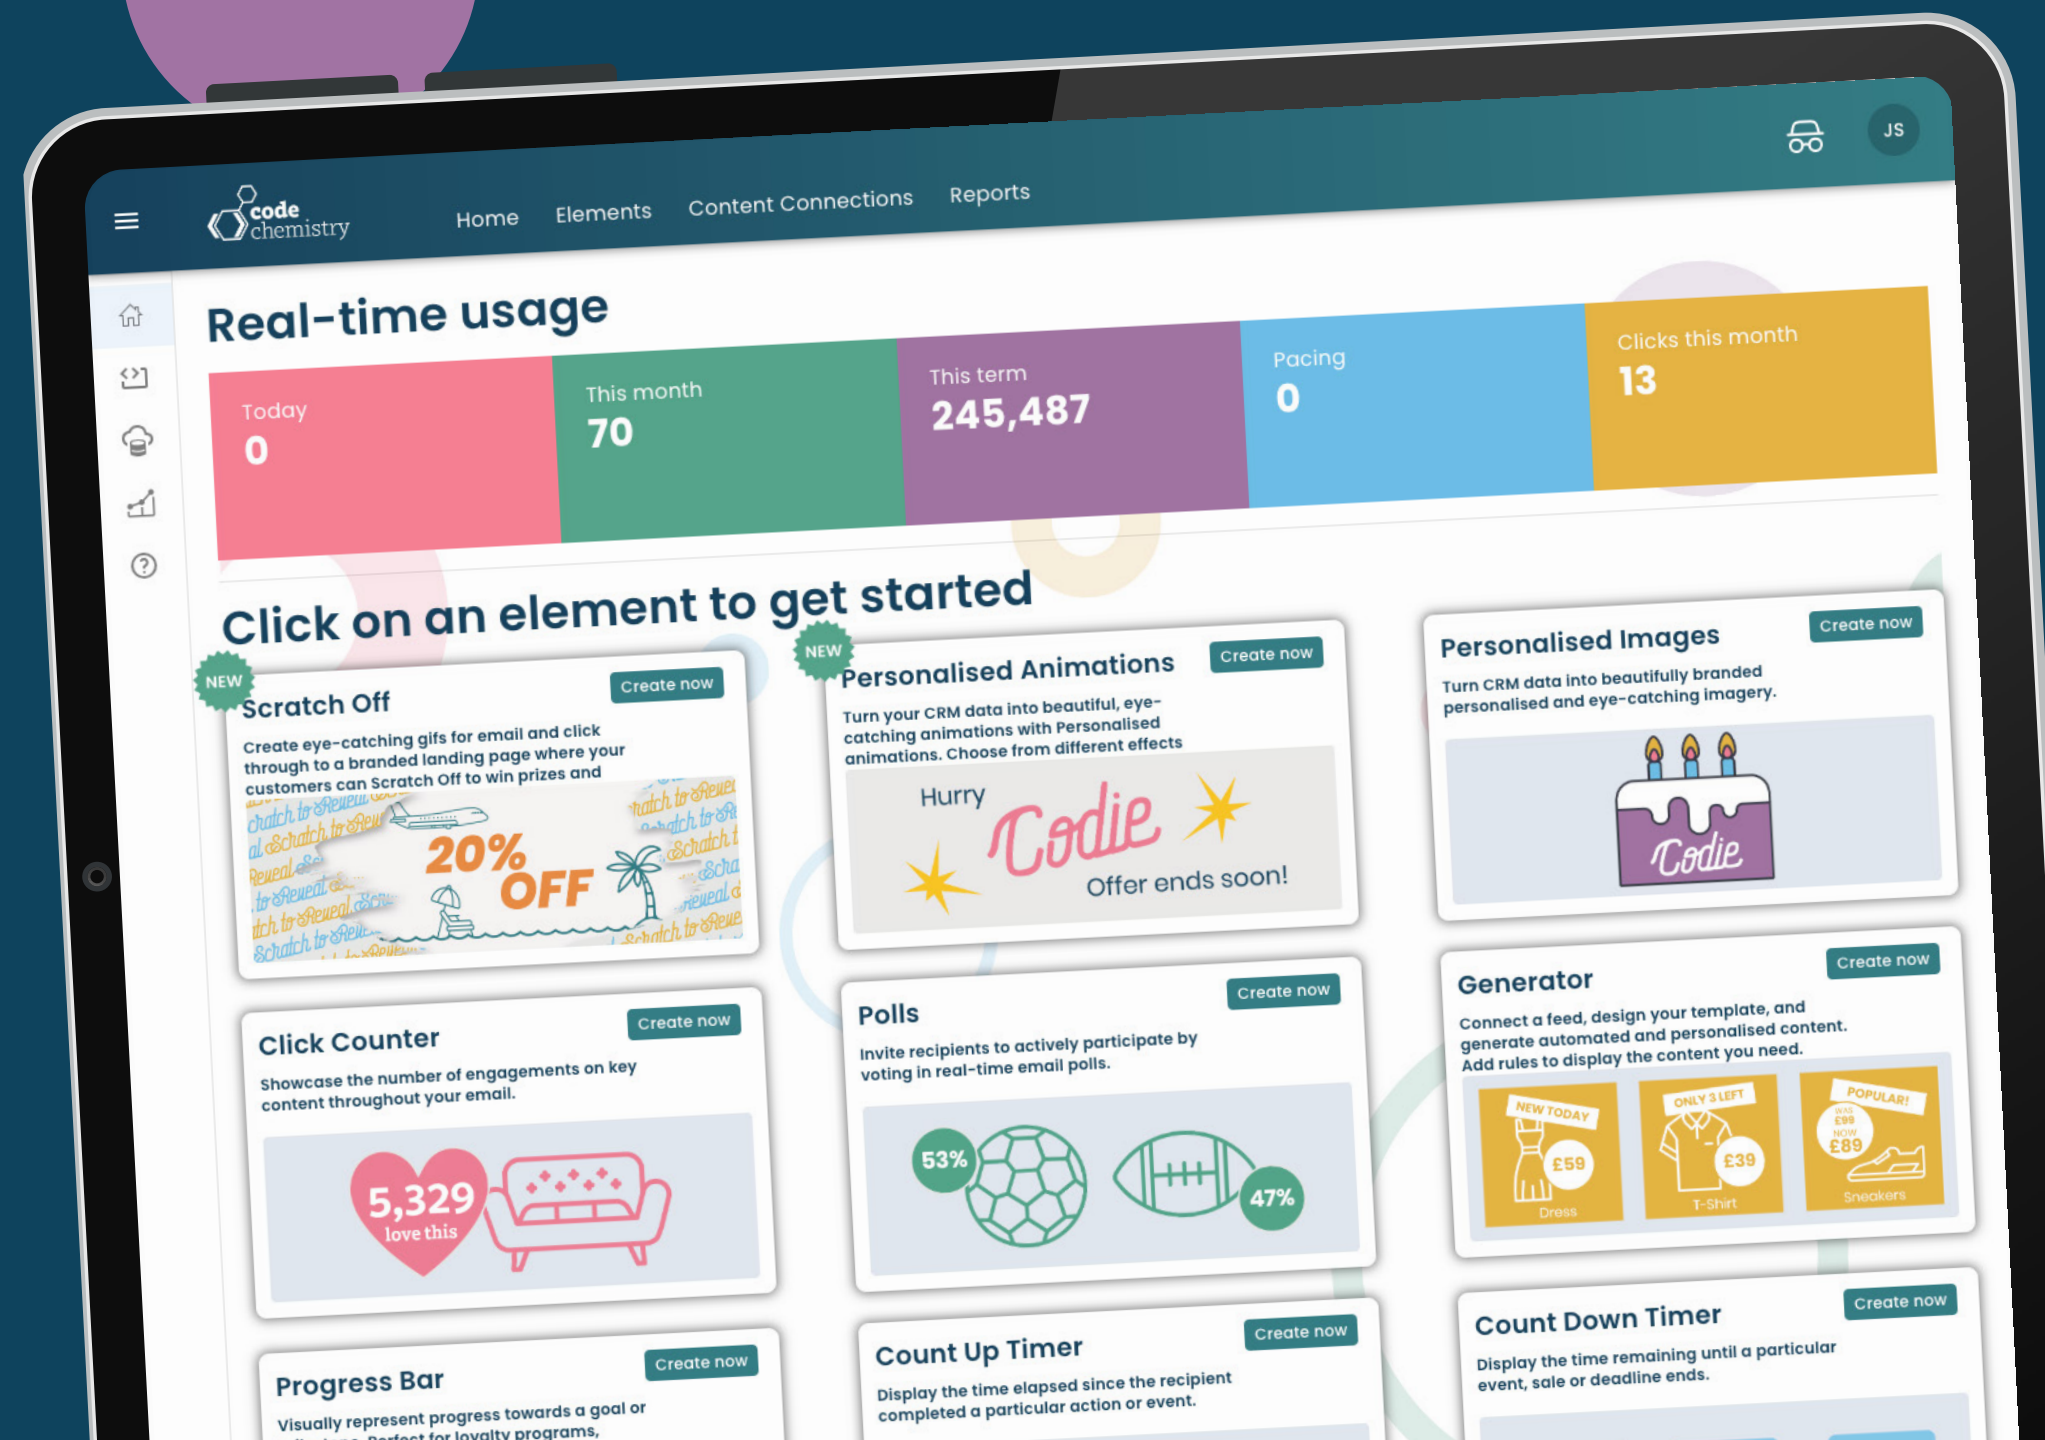 code
chemistry
Home
Elements
Content Connections
Reports
JS
Real-time usage
Today
0
This month
70
This term
245,487
Pacing
0
Clicks this month
13
Click on an element to get started
NEW
Scratch Off
Create now
Create eye-catching gifs for email and click
through to a branded landing page where your
customers can Scratch Off to win prizes and
Scratch to Reveal
20%
OFF
NEW
Personalised Animations
Create now
Turn your CRM data into beautiful, eye-
catching animations with Personalised
animations. Choose from different effects
Hurry
Codie
Offer ends soon!
Personalised Images
Create now
Turn CRM data into beautifully branded
personalised and eye-catching imagery.
Codie
Click Counter
Create now
Showcase the number of engagements on key
content throughout your email.
5,329
love this
Polls
Create now
Invite recipients to actively participate by
voting in real-time email polls.
53%
47%
Generator
Create now
Connect a feed, design your template, and
generate automated and personalised content.
Add rules to display the content you need.
NEW TODAY
£59
Dress
ONLY 3 LEFT
£39
T-Shirt
POPULAR!
WAS
£99
NOW
£89
Sneakers
Progress Bar
Create now
Visually represent progress towards a goal or
Perfect for loyalty programs,
Count Up Timer
Create now
Display the time elapsed since the recipient
completed a particular action or event.
Count Down Timer
Create now
Display the time remaining until a particular
event, sale or deadline ends.